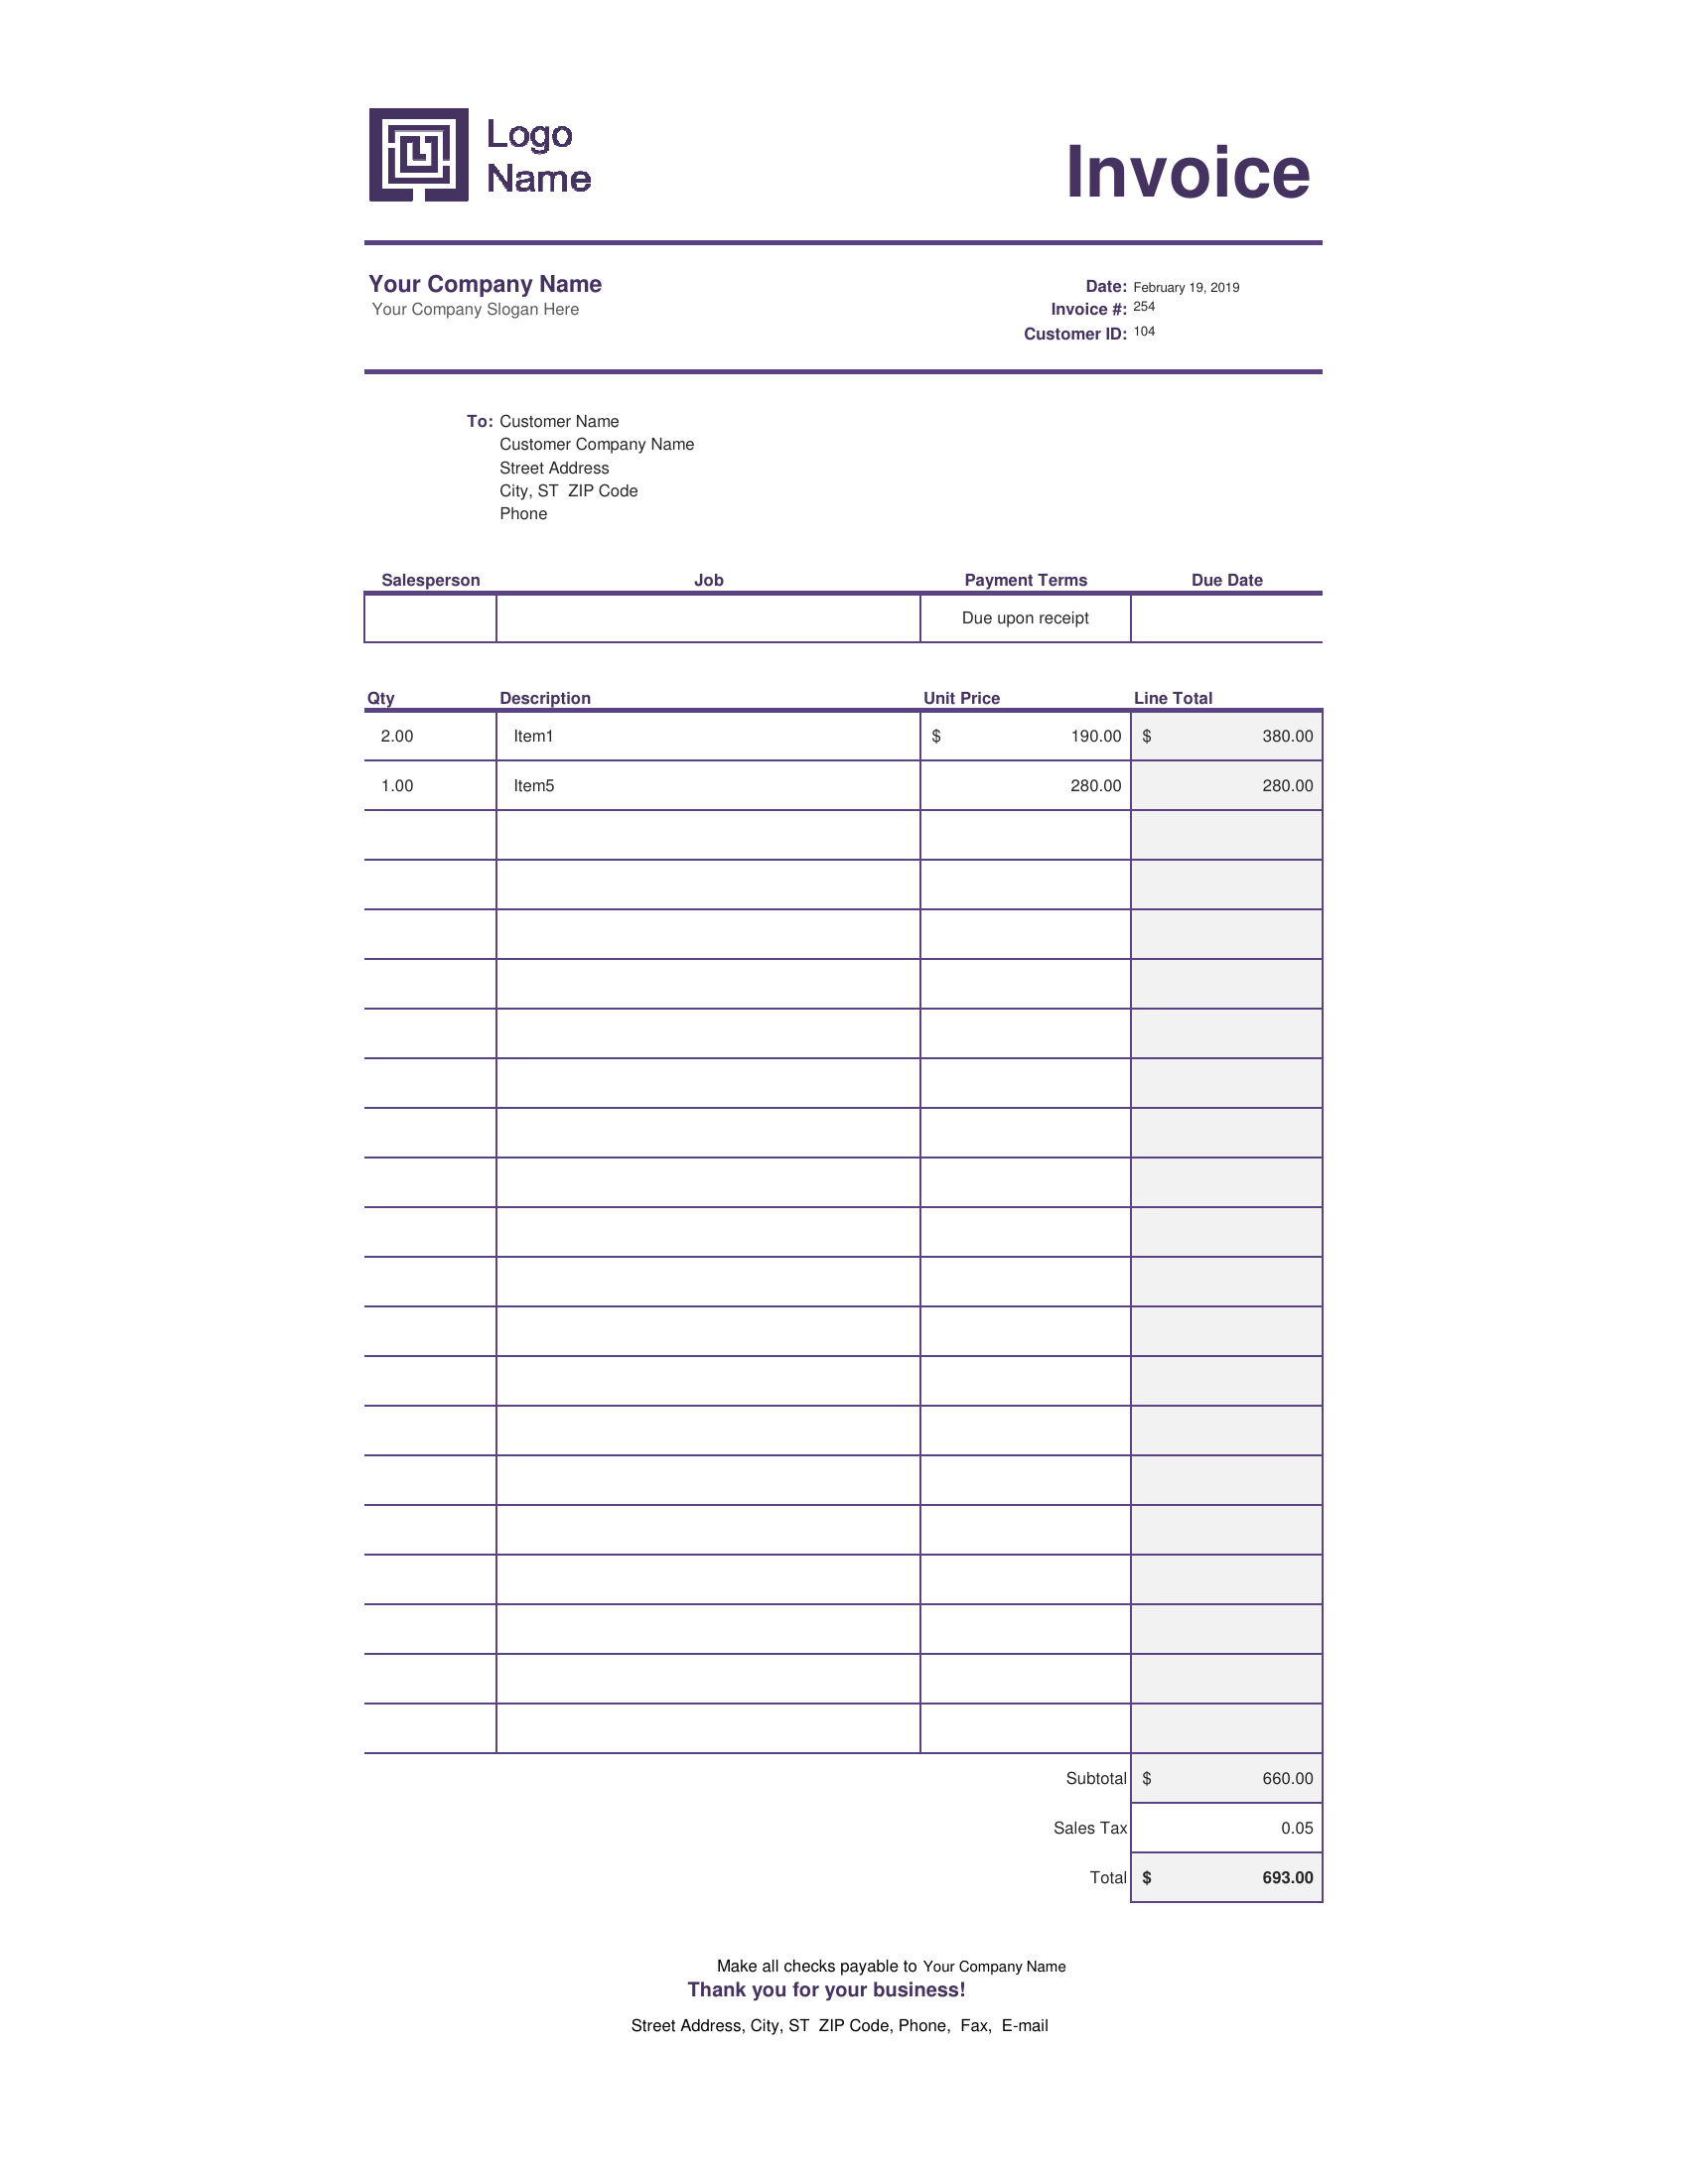 Logo
Name
Invoice
Your Company Name
Your Company Slogan Here
Date: February 19, 2019
Invoice #: 254
Customer ID: 104
To: Customer Name
Customer Company Name
Street Address
City, ST  ZIP Code
Phone
Salesperson Job Payment Terms Due Date
Due upon receipt
Qty Description Unit Price Line Total
2.00 Item1 $ 190.00 $ 380.00
1.00 Item5 280.00 280.00
Subtotal $ 660.00
Sales Tax 0.05
Total $ 693.00
Make all checks payable to Your Company Name
Thank you for your business!
Street Address, City, ST  ZIP Code, Phone,  Fax,  E-mail